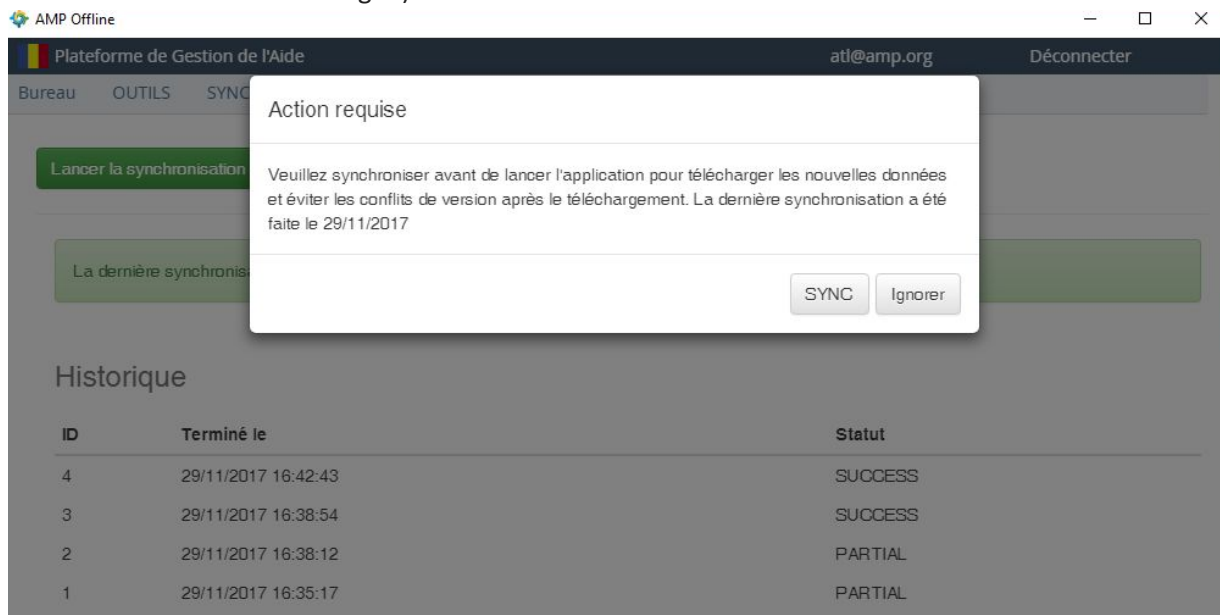 AMP Offline
Plateforme de Gestion de l'Aide atl@amp.org Déconnecter
Bureau OUTILS SYNC
Action requise
Lancer la synchronisation
Veuillez synchroniser avant de lancer l'application pour télécharger les nouvelles données
et éviter les conflits de version après le téléchargement. La dernière synchronisation a été
faite le 29/11/2017
La dernière
SYNC Ignorer
Historique
ID Terminé le Statut
4 29/11/2017 16:42:43 SUCCESS
3 29/11/2017 16:38:54 SUCCESS
2 29/11/2017 16:38:12 PARTIAL
1 29/11/2017 16:35:17 PARTIAL